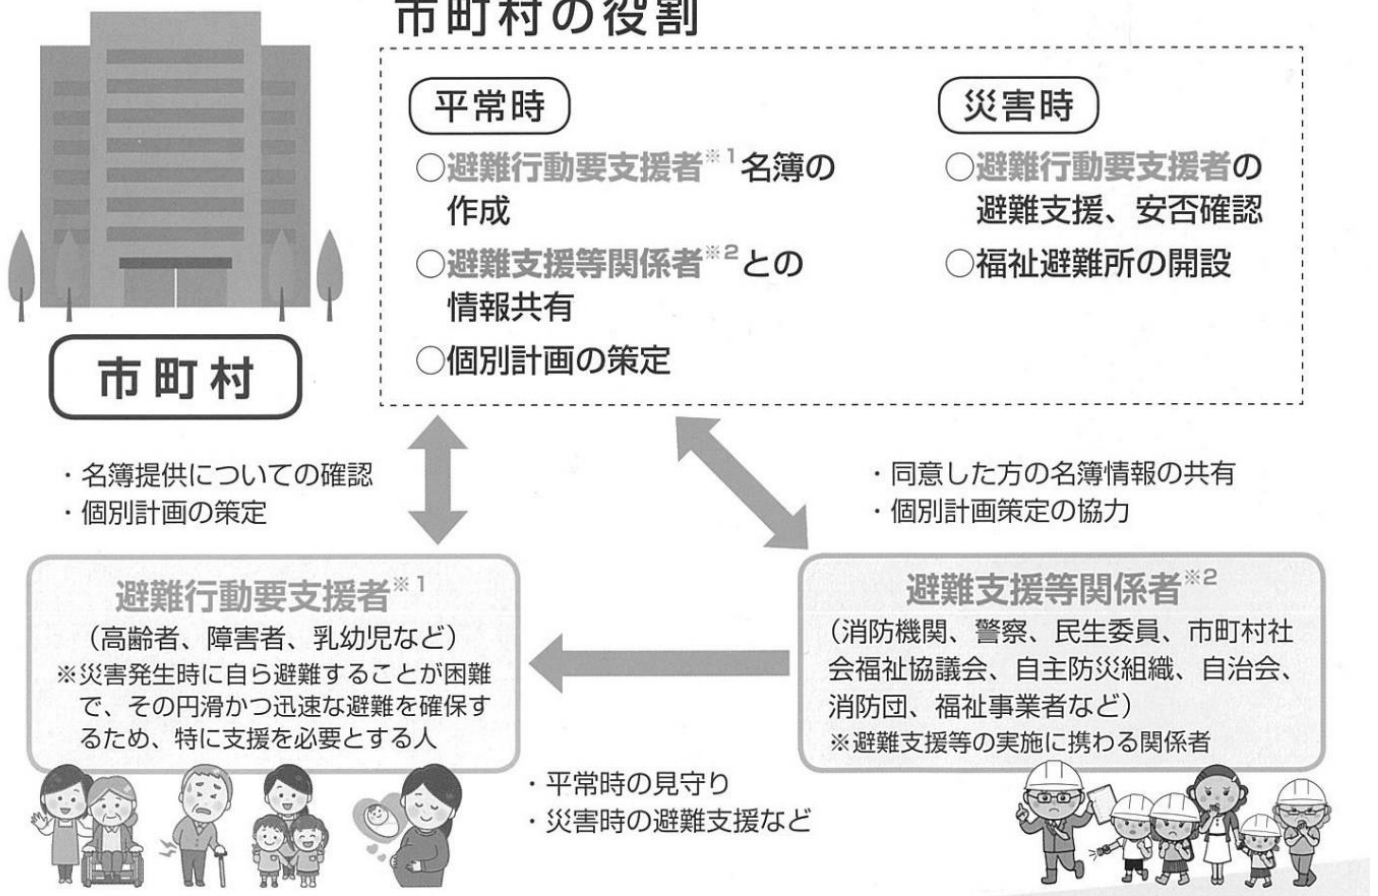 市町村の役割
平常時
○避難行動要支援者※1名簿の
作成
○避難支援等関係者※2との
情報共有
○個別計画の策定
災害時
○避難行動要支援者の
避難支援、安否確認
○福祉避難所の開設
市町村
・名簿提供についての確認
・個別計画の策定
・同意した方の名簿情報の共有
・個別計画策定の協力
避難行動要支援者※1
（高齢者、障害者、乳幼児など）
※災害発生時に自ら避難することが困難
で、その円滑かつ迅速な避難を確保す
るため、特に支援を必要とする人
避難支援等関係者※2
（消防機関、警察、民生委員、市町村社
会福祉協議会、自主防災組織、自治会、
消防団、福祉事業者など）
※避難支援等の実施に携わる関係者
・平常時の見守り
・災害時の避難支援など